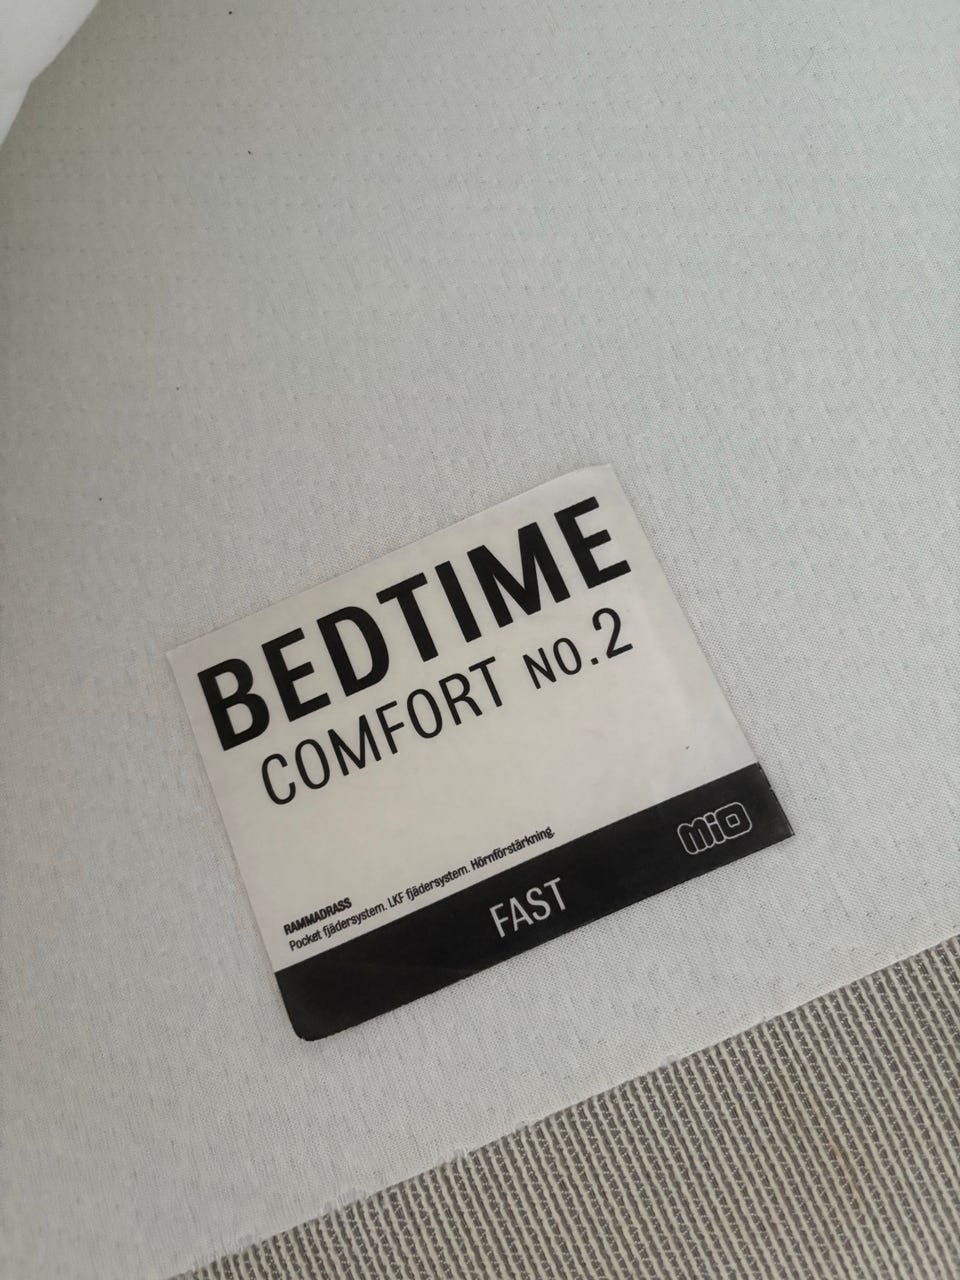 BEDTIME
COMFORT NO.2
RAMMADRASS
Pocket fjädersystem. LKF fjädersystem. Hörnförstärkning.
FAST
MIO